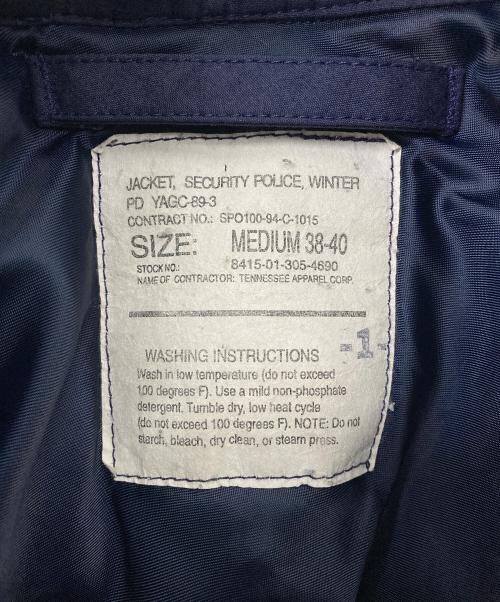 JACKET, SECURITY POLICE, WINTER
PD YAGC-89-3
CONTRACT NO.: SPO100-94-C-1015
SIZE: MEDIUM 38-40
STOCK NO.: 8415-01-305-4690
NAME OF CONTRACTOR: TENNESSEE APPAREL CORP.
-1-
WASHING INSTRUCTIONS
Wash in low temperature (do not exceed
100 degrees F). Use a mild non-phosphate
detergent. Tumble dry, low heat cycle
(do not exceed 100 degrees F). NOTE: Do not
starch, bleach, dry clean, or steam press.